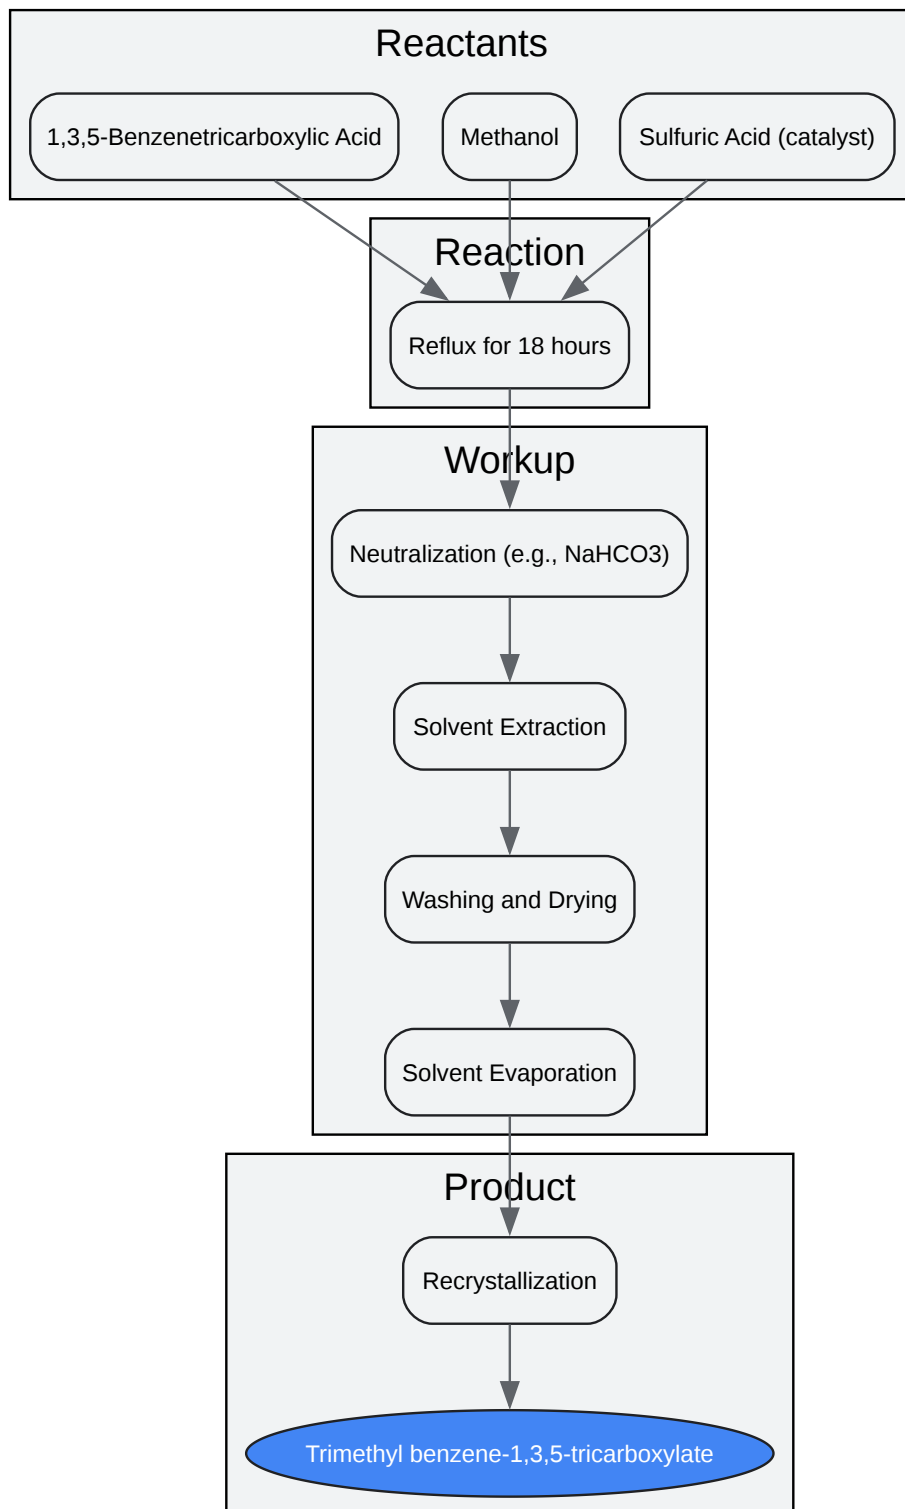 Reactants
1,3,5-Benzenetricarboxylic Acid
Methanol
Sulfuric Acid (catalyst)
Reaction
Reflux for 18 hours
Workup
Neutralization (e.g., NaHCO3)
Solvent Extraction
Washing and Drying
Solvent Evaporation
Product
Recrystallization
Trimethyl benzene-1,3,5-tricarboxylate